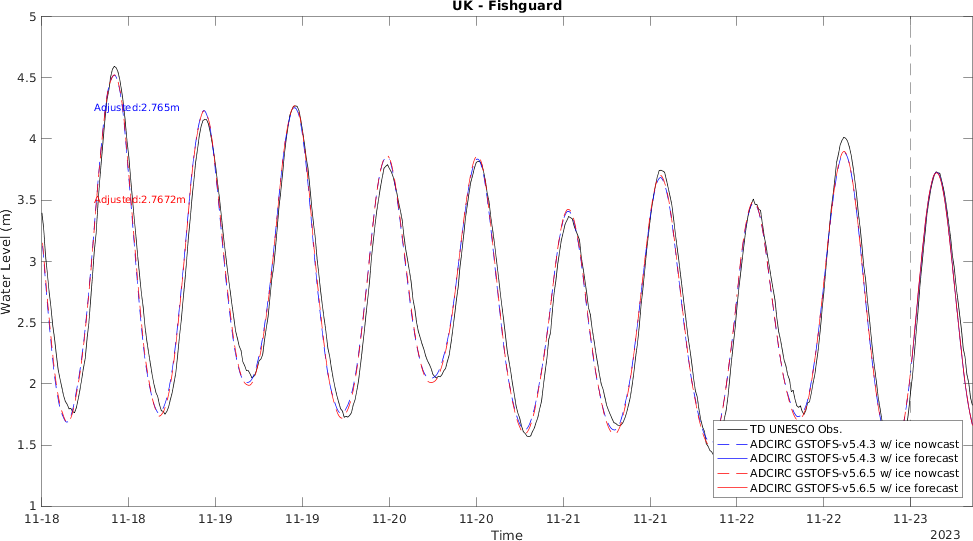 UK - Fishguard
5
4.5
4
3.5
3
2.5
2
1.5
1
Water Level (m)
Adjusted:2.765m
Adjusted:2.7672m
TD UNESCO Obs.
ADCIRC GSTOFS-v5.4.3 w/ ice nowcast
ADCIRC GSTOFS-v5.4.3 w/ ice forecast
ADCIRC GSTOFS-v5.6.5 w/ ice nowcast
ADCIRC GSTOFS-v5.6.5 w/ ice forecast
11-18 11-18 11-19 11-19 11-20 11-20 11-21 11-21 11-22 11-22 11-23
Time
2023